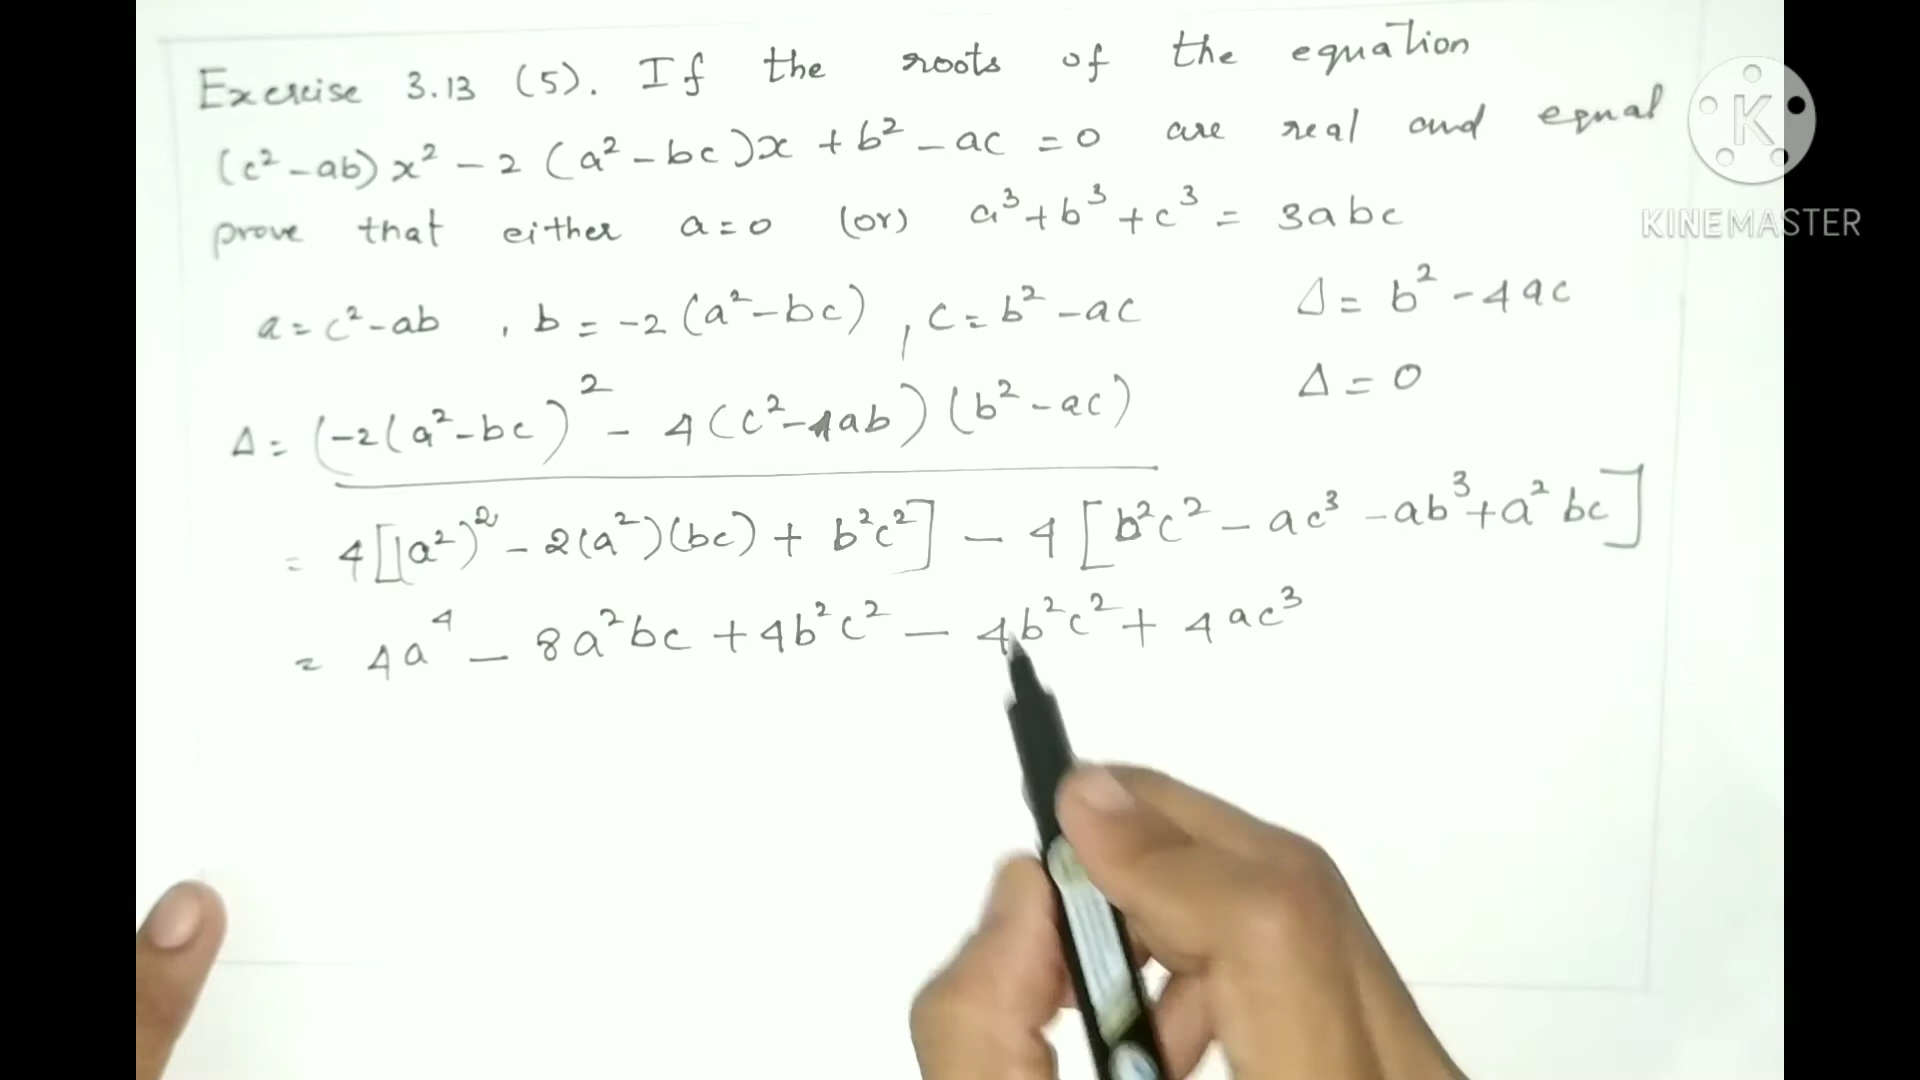 Exercise 3.13 (5). If the roots of the equation
(c² - ab) x² - 2 (a² - bc)x + b² - ac = 0 are real and equal
prove that either a = 0 (or) a³ + b³ + c³ = 3abc
a = c² - ab , b = -2 (a² - bc) , c = b² - ac Δ = b² - 4ac
Δ = 0
Δ = (-2(a² - bc)² - 4(c² - ab) (b² - ac)
= 4[(a²)² - 2(a²)(bc) + b²c²] - 4 [b²c² - ac³ - ab³ + a²bc]
= 4a⁴ - 8a²bc + 4b²c² - 4b²c² + 4ac³
K
KINEMASTER